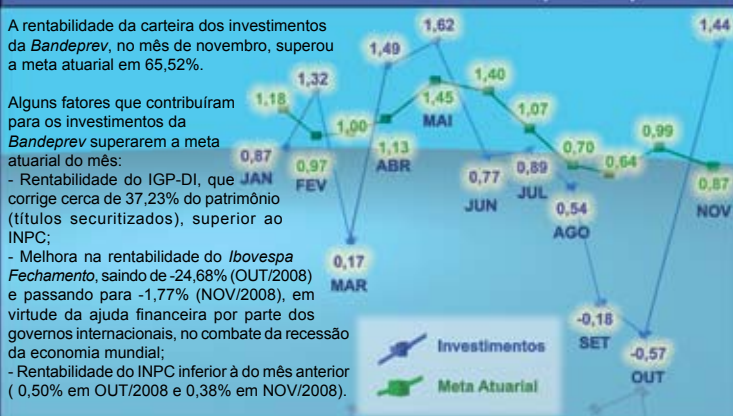 A rentabilidade da carteira dos investimentos
da Bandeprev, no mês de novembro, superou
a meta atuarial em 65,52%.
Alguns fatores que contribuíram
para os investimentos da
Bandeprev superarem a meta
atuarial do mês:
- Rentabilidade do IGP-DI, que
corrige cerca de 37,23% do patrimônio
(títulos securitizados), superior ao
INPC;
- Melhora na rentabilidade do Ibovespa
Fechamento, saindo de -24,68% (OUT/2008)
e passando para -1,77% (NOV/2008), em
virtude da ajuda financeira por parte dos
governos internacionais, no combate da recessão
da economia mundial;
- Rentabilidade do INPC inferior à do mês anterior
( 0,50% em OUT/2008 e 0,38% em NOV/2008).
1,18
0,87
JAN
1,32
0,97
FEV
1,00
0,17
MAR
1,49
1,13
ABR
1,62
1,45
MAI
1,40
0,77
JUN
1,07
0,89
JUL
0,70
0,54
AGO
0,64
-0,18
SET
0,99
-0,57
OUT
1,44
0,87
NOV
Investimentos
Meta Atuarial